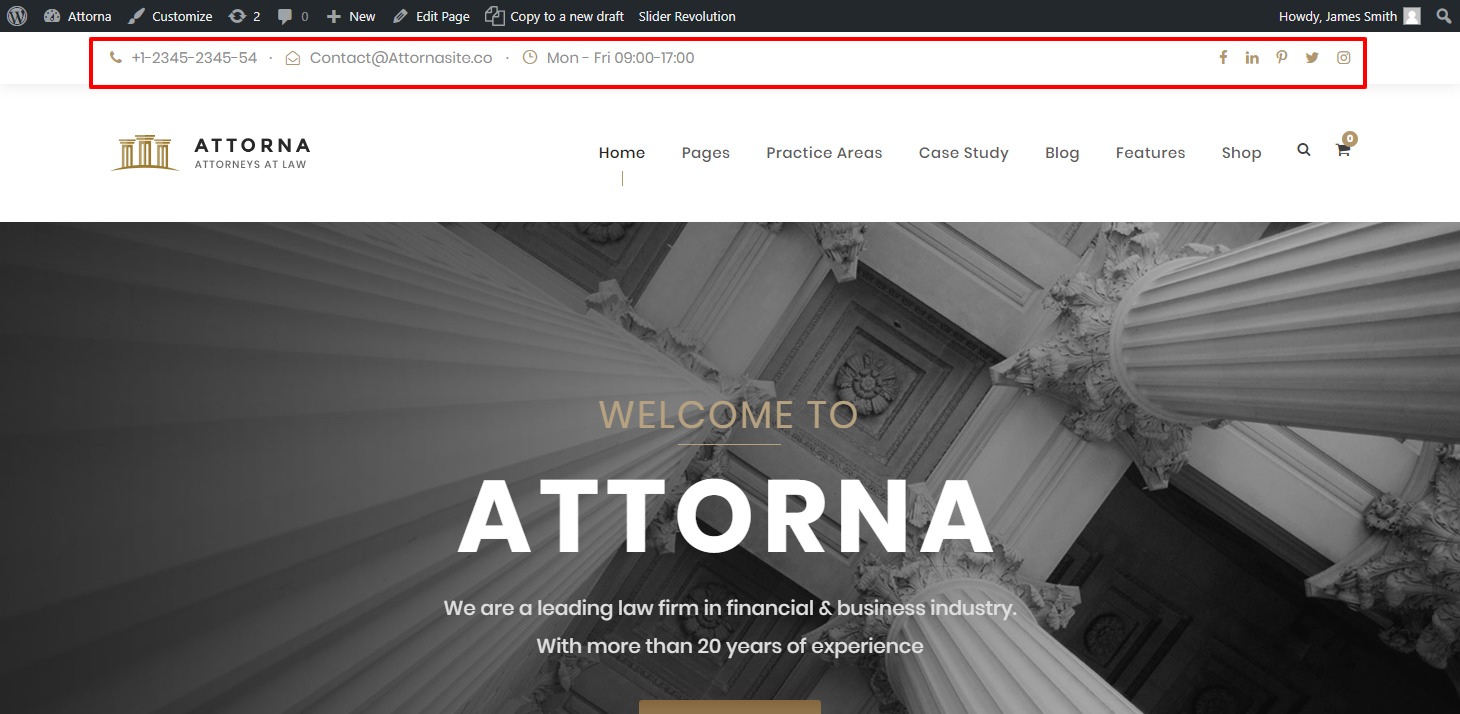 Attorna Customize 2 0 New Edit Page Copy to a new draft Slider Revolution Howdy, James Smith
+1-2345-2345-54 · Contact@Attornasite.co · Mon - Fri 09:00-17:00
ATTORNA
ATTORNEYS AT LAW
Home Pages Practice Areas Case Study Blog Features Shop 0
WELCOME TO
ATTORNA
We are a leading law firm in financial & business industry.
With more than 20 years of experience